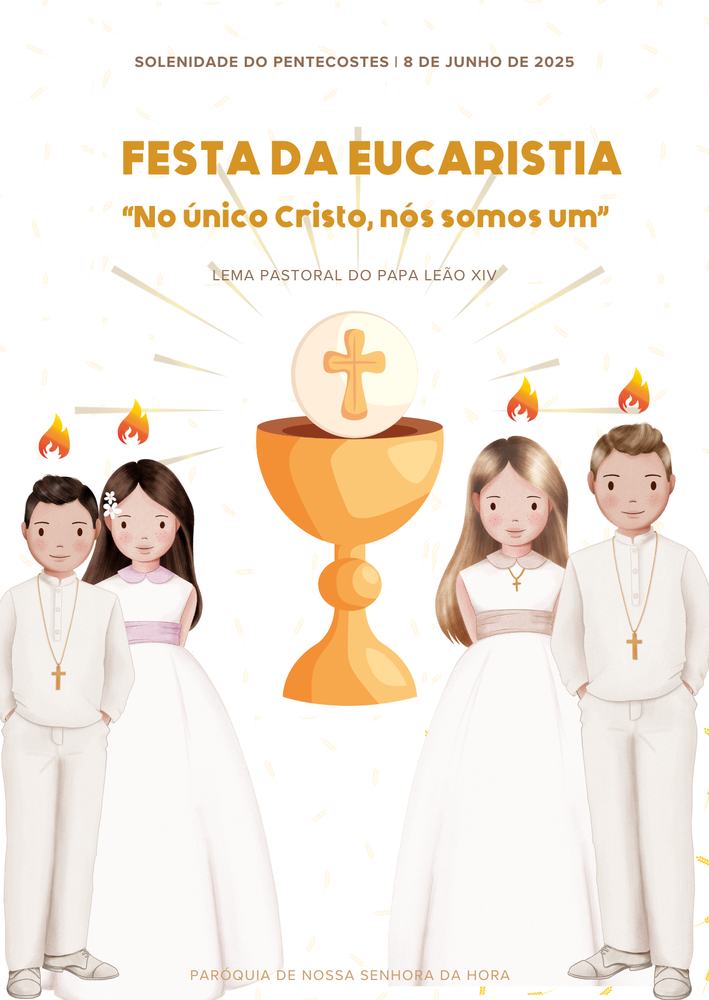 SOLENIDADE DO PENTECOSTES | 8 DE JUNHO DE 2025
FESTA DA EUCARISTIA
“No único Cristo, nós somos um”
LEMA PASTORAL DO PAPA LEÃO XIV
PARÓQUIA DE NOSSA SENHORA DA HORA